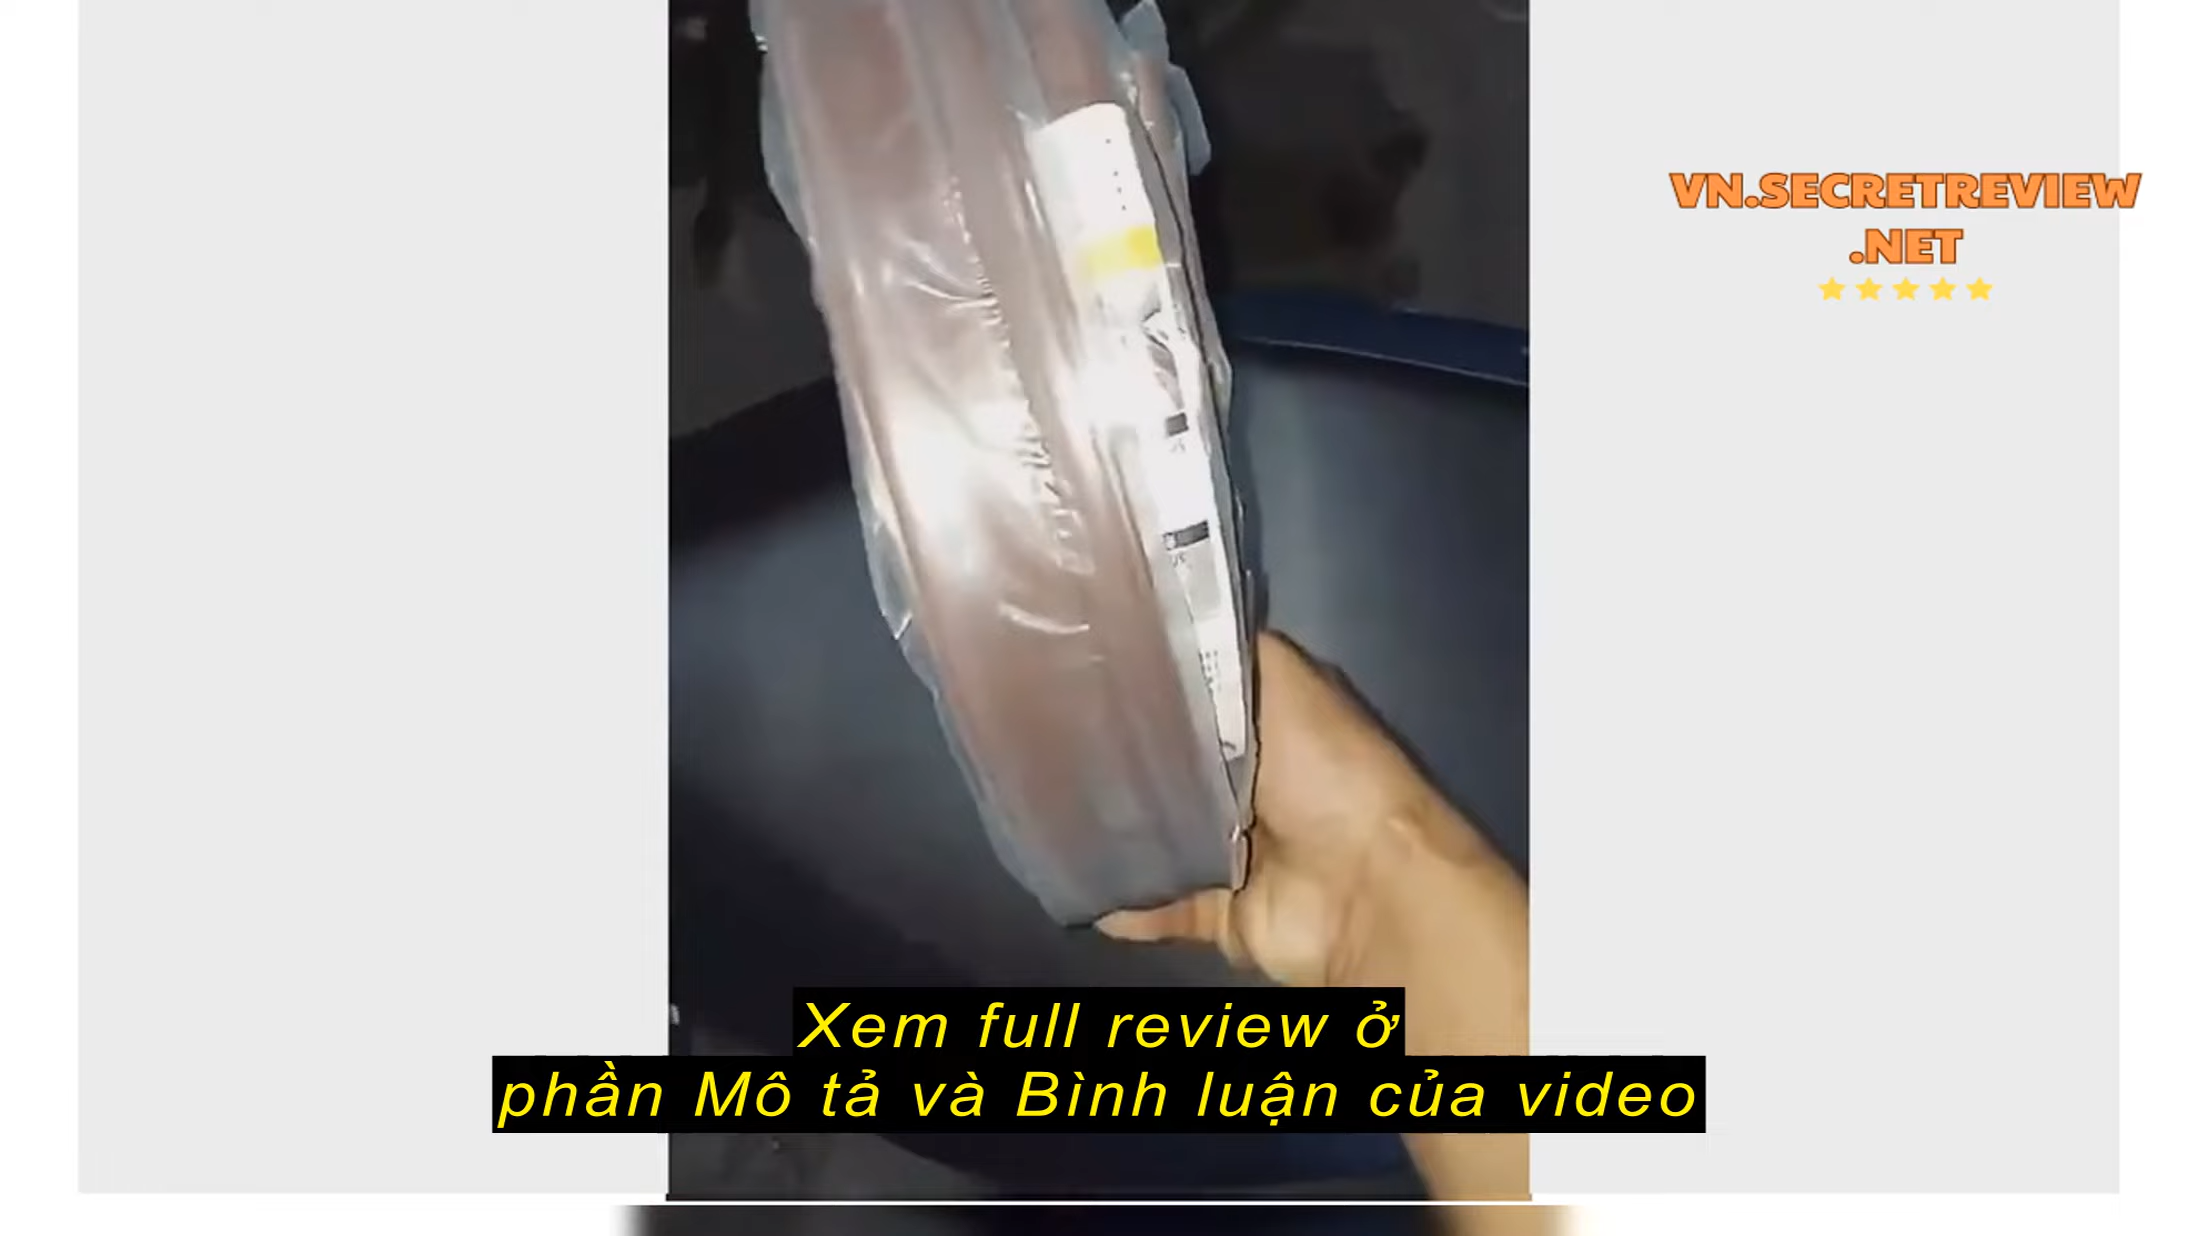 VN.SECRETREVIEW
.NET
Xem full review ở
phần Mô tả và Bình luận của video